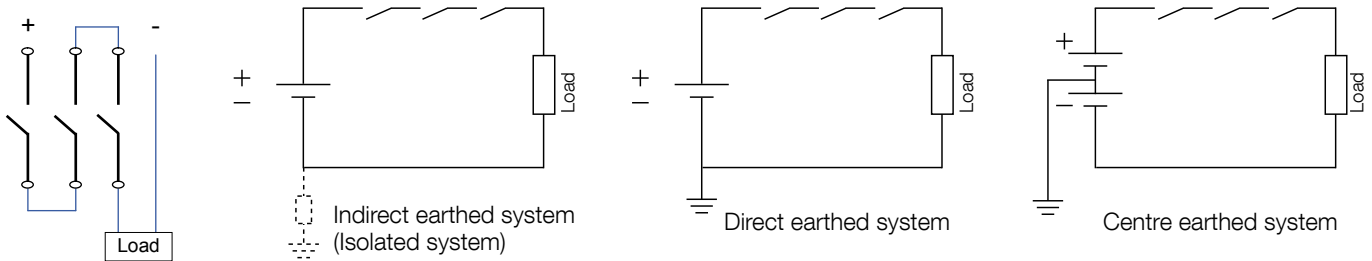 + -
Load
+
−
Load
Indirect earthed system
(Isolated system)
+
−
Load
Direct earthed system
+
−
Load
Centre earthed system